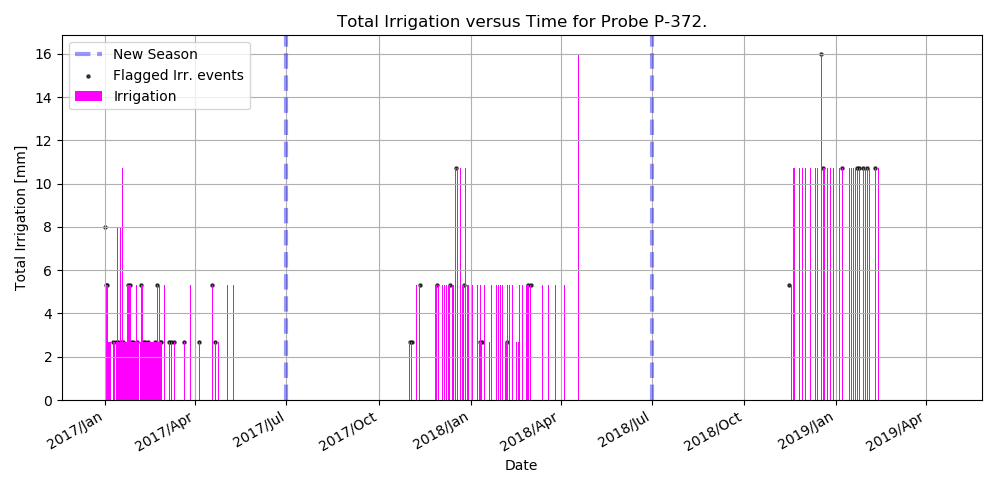 Total Irrigation versus Time for Probe P-372.
New Season
Flagged Irr. events
Irrigation
Total Irrigation [mm]
16
14
12
10
8
6
4
2
0
2017/Jan
2017/Apr
2017/Jul
2017/Oct
2018/Jan
2018/Apr
2018/Jul
2018/Oct
2019/Jan
2019/Apr
Date